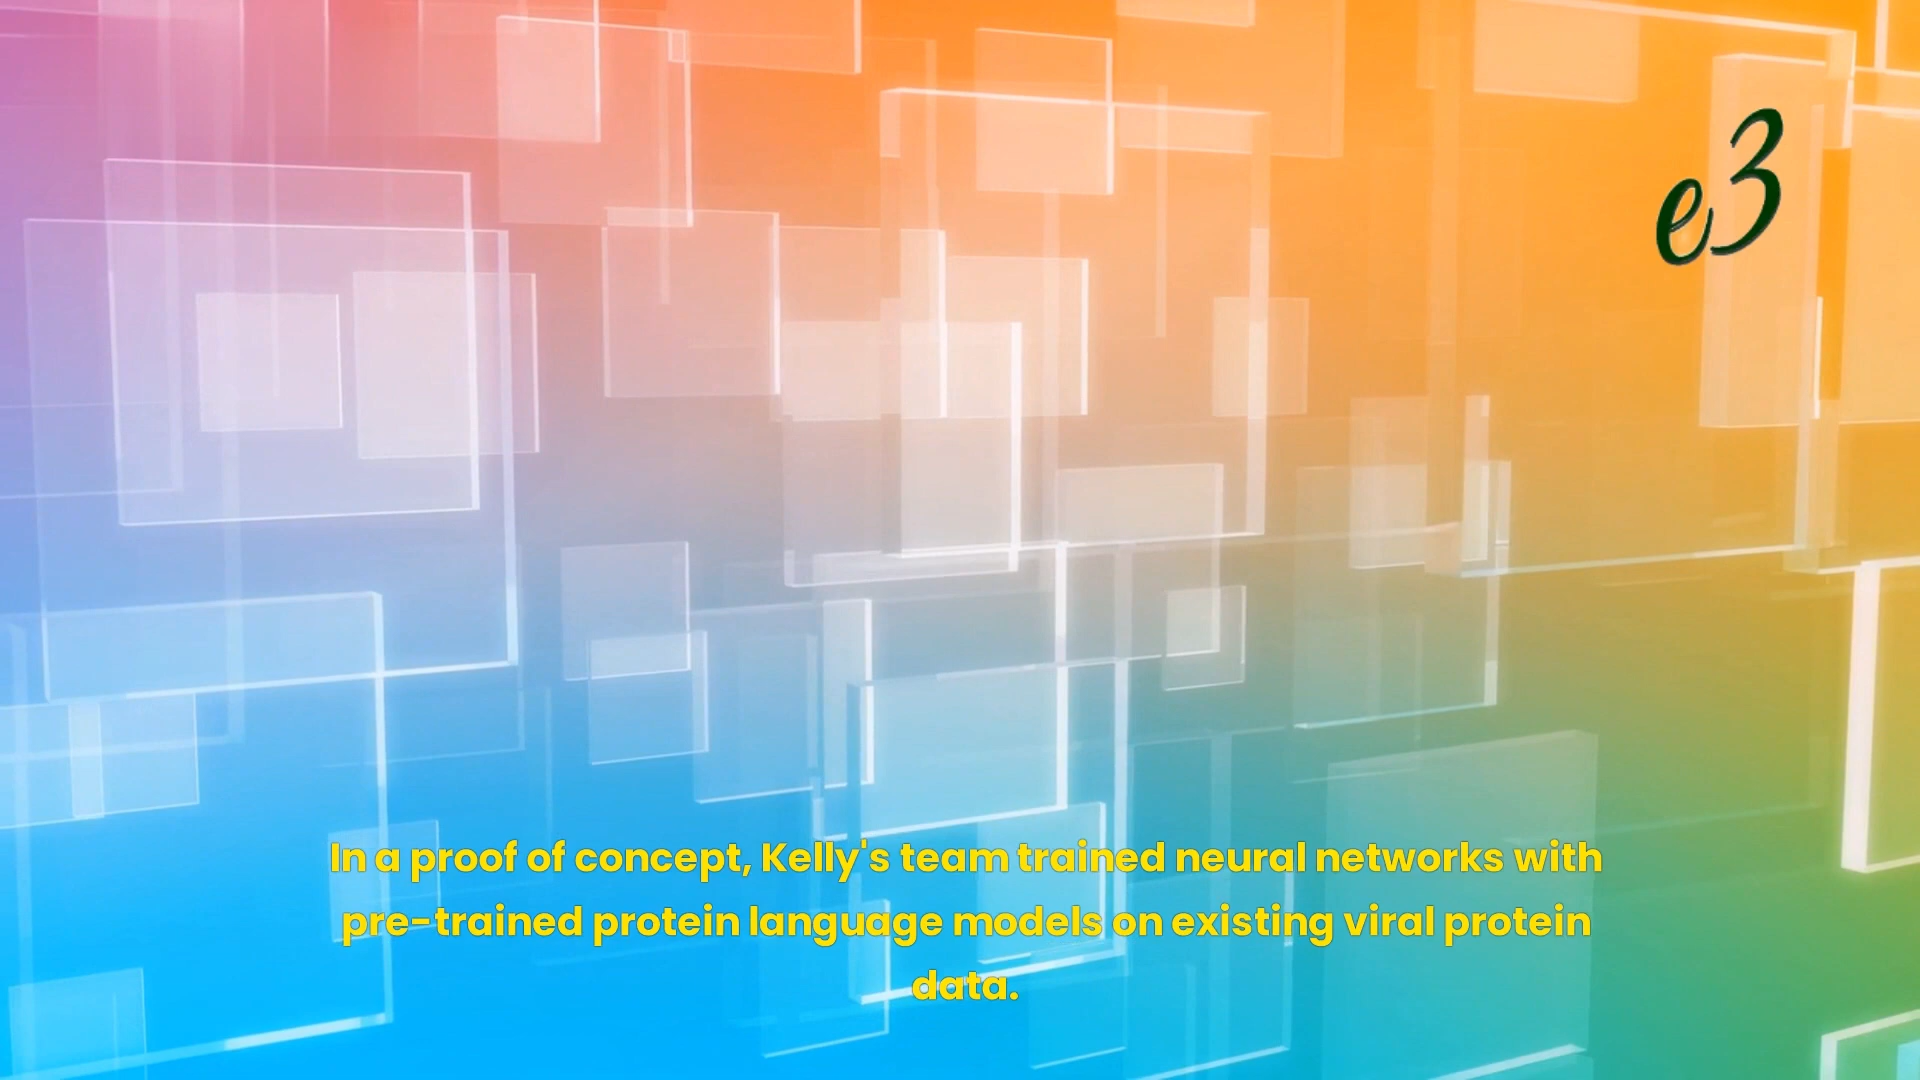 e3
In a proof of concept, Kelly's team trained neural networks with
pre-trained protein language models on existing viral protein
data.